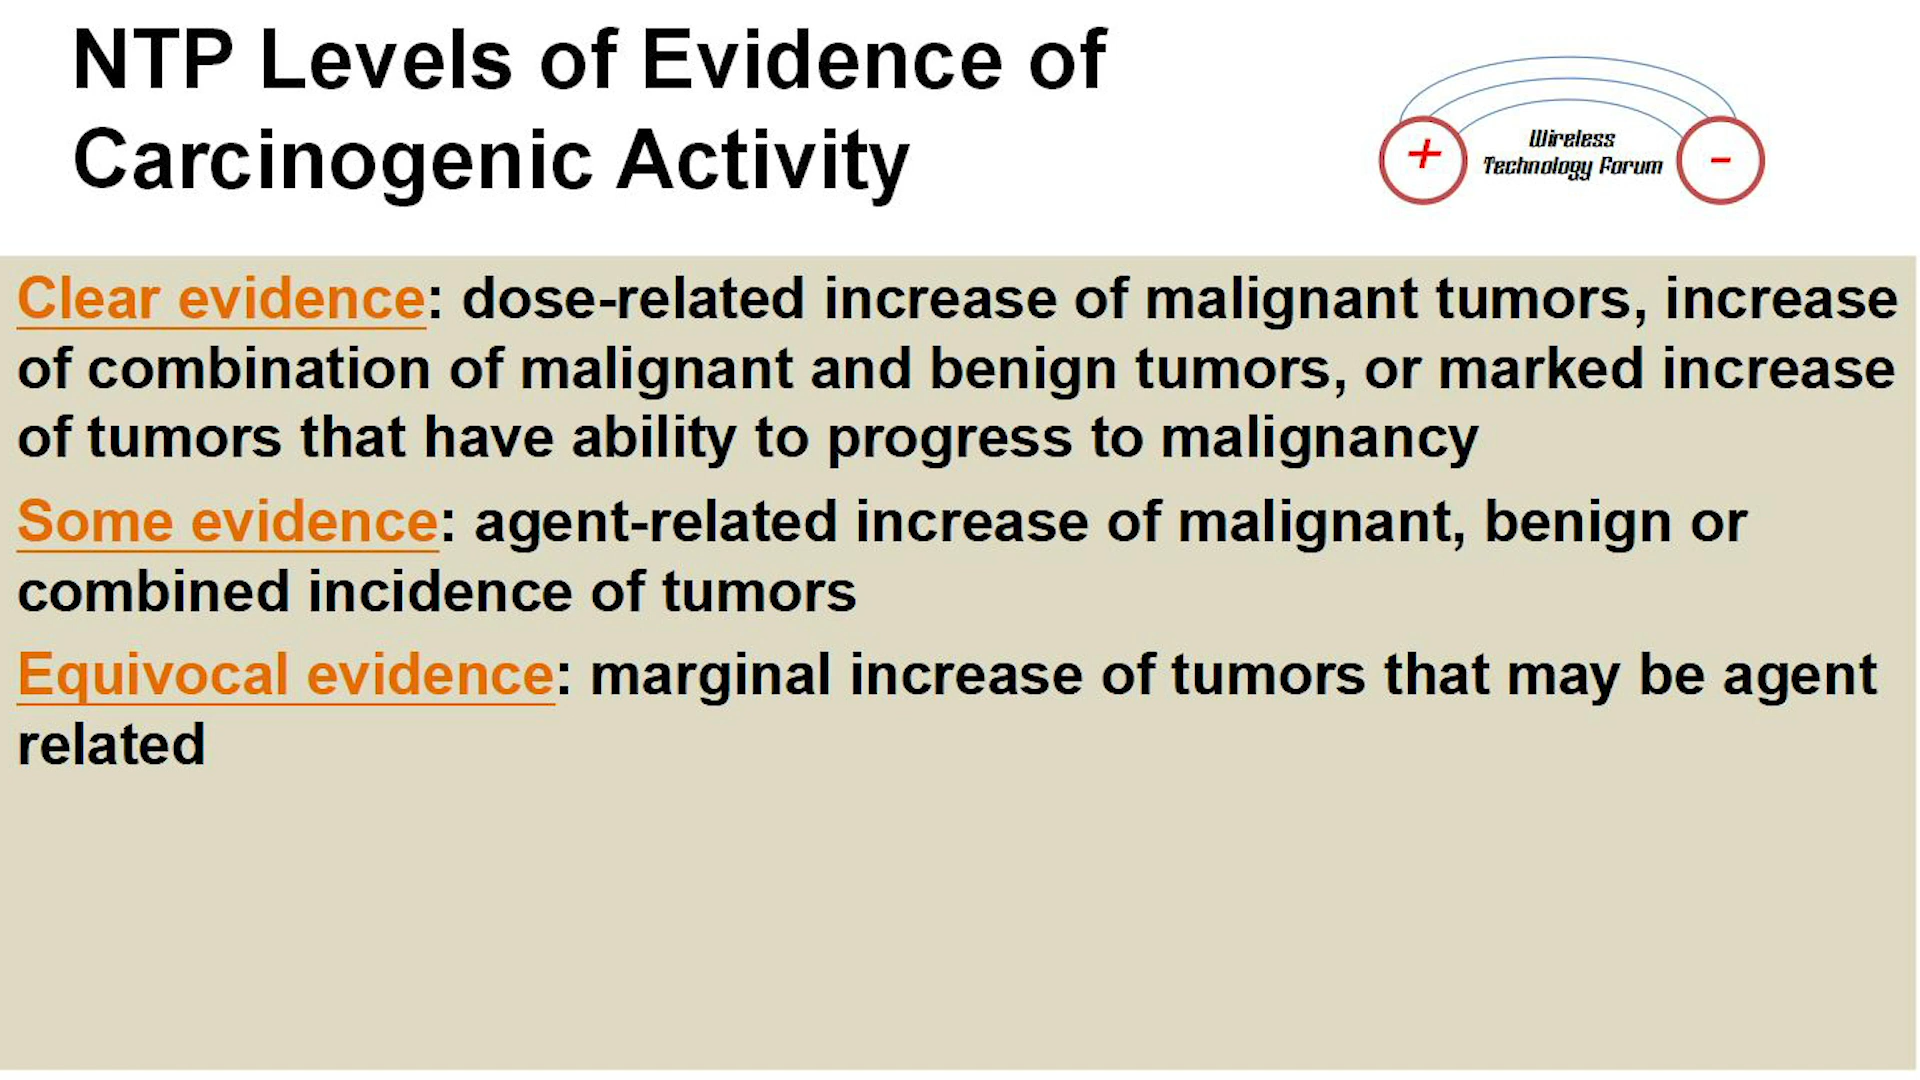 NTP Levels of Evidence of
Carcinogenic Activity
+
Wireless
Technology Forum
-
Clear evidence: dose-related increase of malignant tumors, increase
of combination of malignant and benign tumors, or marked increase
of tumors that have ability to progress to malignancy
Some evidence: agent-related increase of malignant, benign or
combined incidence of tumors
Equivocal evidence: marginal increase of tumors that may be agent
related